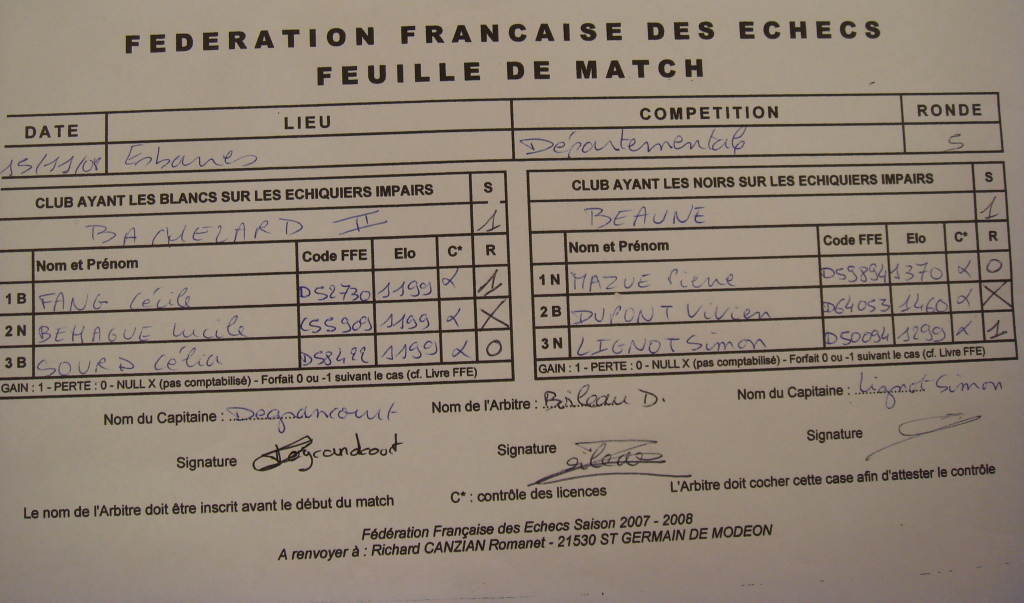 FEDERATION FRANCAISE DES ECHECS
FEUILLE DE MATCH
DATE LIEU COMPETITION RONDE
15/11/08 Esbarres Départementale 5
CLUB AYANT LES BLANCS SUR LES ECHIQUIERS IMPAIRS S CLUB AYANT LES NOIRS SUR LES ECHIQUIERS IMPAIRS S
BACHELARD II 1 BEAUNE 1
Nom et Prénom Code FFE Elo C* R Nom et Prénom Code FFE Elo C* R
1 B FANG Cécile D52730 1199 α 1 1 N MAZUE Pierre D59894 1370 α 0
2 N BEHAGUE Lucile C55909 1199 α X 2 B DUPONT Vivien D64053 1460 α X
3 B GOURD Célia D58422 1199 α 0 3 N LIGNOT Simon D50094 1299 α 1
GAIN : 1 - PERTE : 0 - NULL X (pas comptabilisé) - Forfait 0 ou -1 suivant le cas (cf. Livre FFE) GAIN : 1 - PERTE : 0 - NULL X (pas comptabilisé) - Forfait 0 ou -1 suivant le cas (cf. Livre FFE)
Nom du Capitaine : Degrancourt Nom de l'Arbitre : Boileau D. Nom du Capitaine : Lignot Simon
Signature Signature Signature
Le nom de l'Arbitre doit être inscrit avant le début du match C* : contrôle des licences L'Arbitre doit cocher cette case afin d'attester le contrôle
Fédération Française des Echecs Saison 2007 - 2008
A renvoyer à : Richard CANZIAN Romanet - 21530 ST GERMAIN DE MODEON